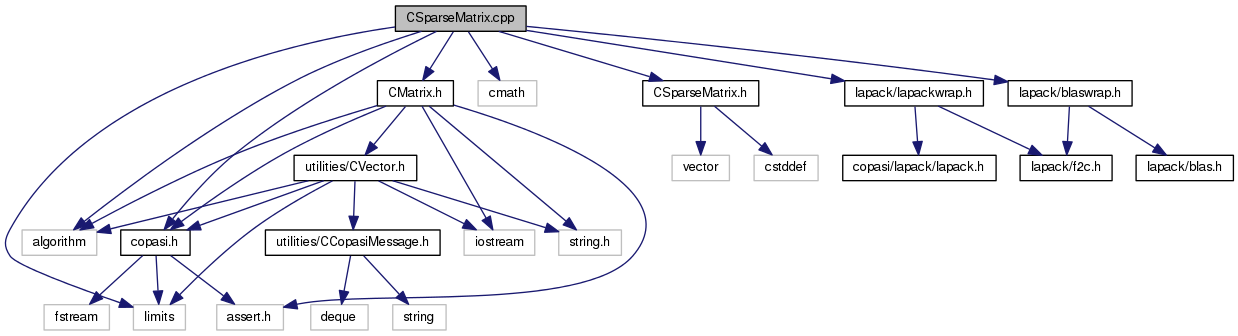 CSparseMatrix.cpp
CMatrix.h
cmath
CSparseMatrix.h
lapack/lapackwrap.h
lapack/blaswrap.h
utilities/CVector.h
vector
cstddef
copasi/lapack/lapack.h
lapack/f2c.h
lapack/blas.h
algorithm
copasi.h
utilities/CCopasiMessage.h
iostream
string.h
fstream
limits
assert.h
deque
string